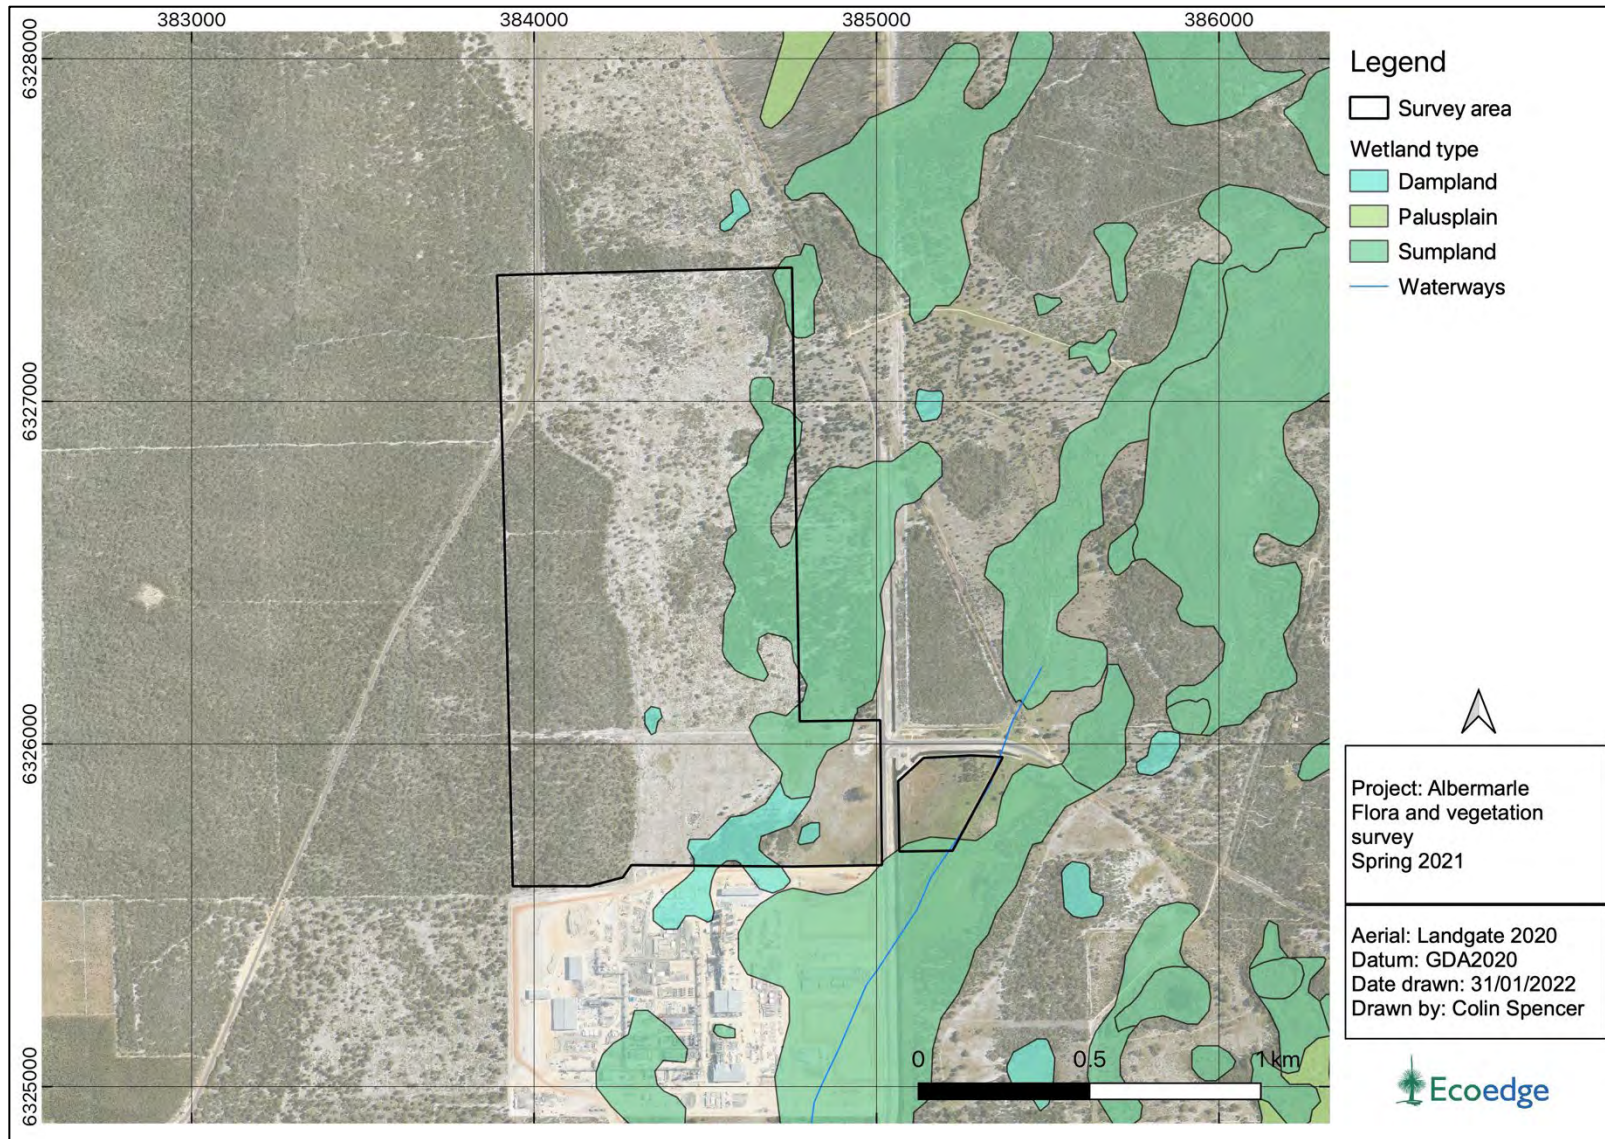 383000
384000
385000
386000
6328000
6327000
6326000
6325000
Legend
Survey area
Wetland type
Dampland
Palusplain
Sumpland
Waterways
Project: Albermarle
Flora and vegetation
survey
Spring 2021
Aerial: Landgate 2020
Datum: GDA2020
Date drawn: 31/01/2022
Drawn by: Colin Spencer
0
0.5
1 km
Ecoedge